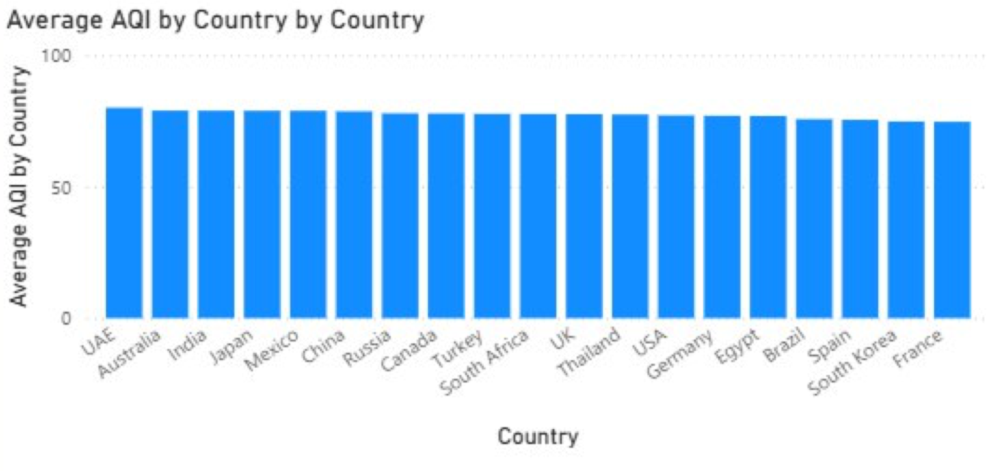 Average AQI by Country by Country
Average AQI by Country
100
50
0
UAE
Australia
India
Japan
Mexico
China
Russia
Canada
Turkey
South Africa
UK
Thailand
USA
Germany
Egypt
Brazil
Spain
South Korea
France
Country